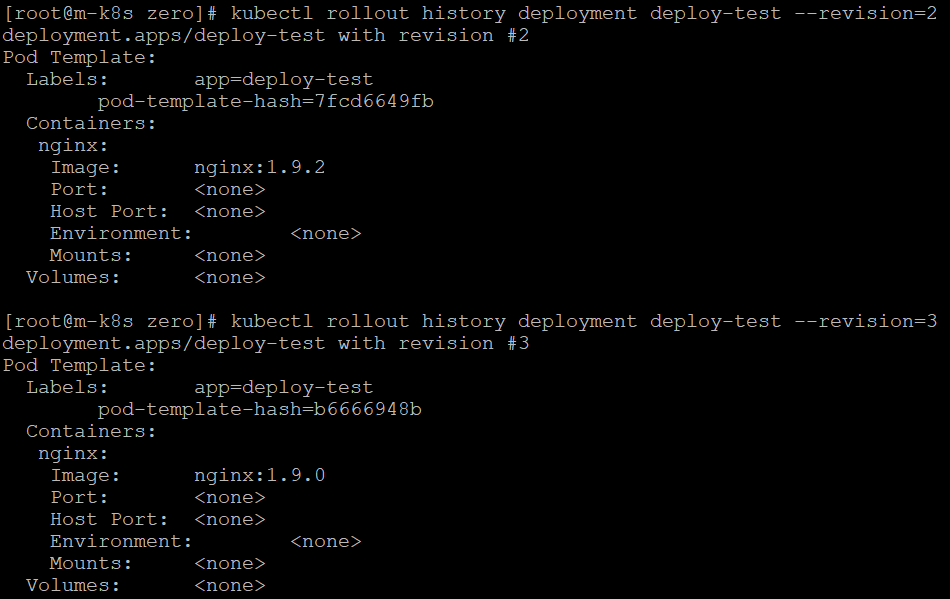 [root@m-k8s zero]# kubectl rollout history deployment deploy-test --revision=2
deployment.apps/deploy-test with revision #2
Pod Template:
  Labels:       app=deploy-test
        pod-template-hash=7fcd6649fb
  Containers:
   nginx:
    Image:      nginx:1.9.2
    Port:       <none>
    Host Port:  <none>
    Environment:        <none>
    Mounts:     <none>
  Volumes:      <none>

[root@m-k8s zero]# kubectl rollout history deployment deploy-test --revision=3
deployment.apps/deploy-test with revision #3
Pod Template:
  Labels:       app=deploy-test
        pod-template-hash=b6666948b
  Containers:
   nginx:
    Image:      nginx:1.9.0
    Port:       <none>
    Host Port:  <none>
    Environment:        <none>
    Mounts:     <none>
  Volumes:      <none>